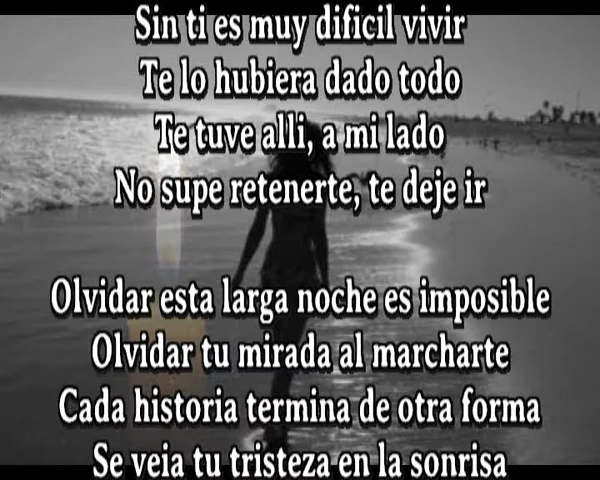 Sin ti es muy dificil vivir
Te lo hubiera dado todo
Te tuve alli, a mi lado
No supe retenerte, te deje ir
Olvidar esta larga noche es imposible
Olvidar tu mirada al marcharte
Cada historia termina de otra forma
Se veia tu tristeza en la sonrisa